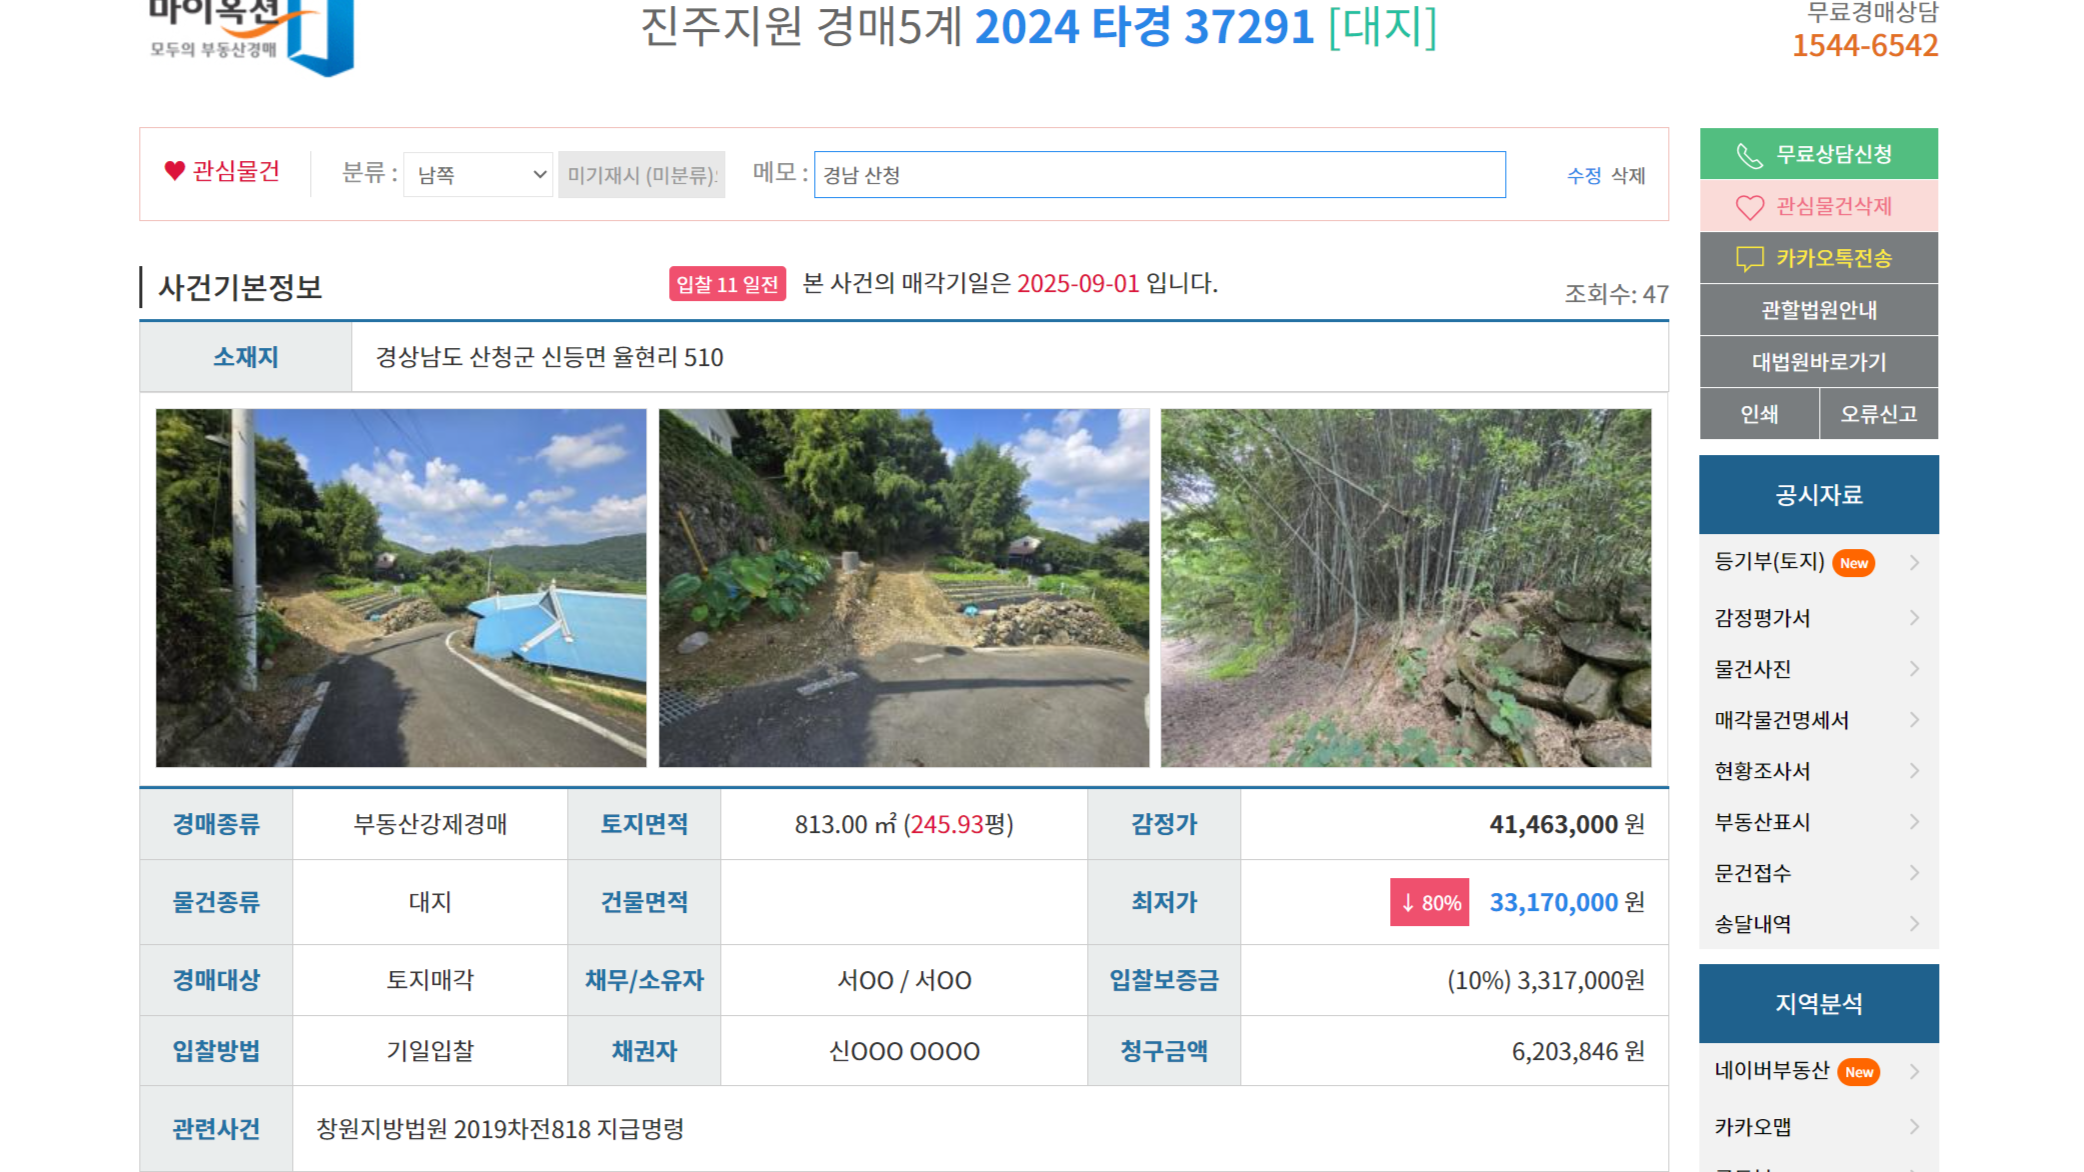 마이옥션
모두의 부동산경매
진주지원 경매5계 2024 타경 37291 [대지]
무료경매상담
1544-6542
관심물건
분류 :
남쪽
미기재시 (미분류)
메모 :
경남 산청
수정 삭제
무료상담신청
관심물건삭제
카카오톡전송
관할법원안내
대법원바로가기
인쇄
오류신고
사건기본정보
입찰 11 일전
본 사건의 매각기일은 2025-09-01 입니다.
조회수: 47
소재지
경상남도 산청군 신등면 율현리 510
경매종류
부동산강제경매
토지면적
813.00 ㎡ (245.93평)
감정가
41,463,000 원
물건종류
대지
건물면적
최저가
↓ 80%
33,170,000 원
경매대상
토지매각
채무/소유자
서OO / 서OO
입찰보증금
(10%) 3,317,000원
입찰방법
기일입찰
채권자
신OOO OOOO
청구금액
6,203,846 원
관련사건
창원지방법원 2019차전818 지급명령
공시자료
등기부(토지) New
감정평가서
물건사진
매각물건명세서
현황조사서
부동산표시
문건접수
송달내역
지역분석
네이버부동산 New
카카오맵